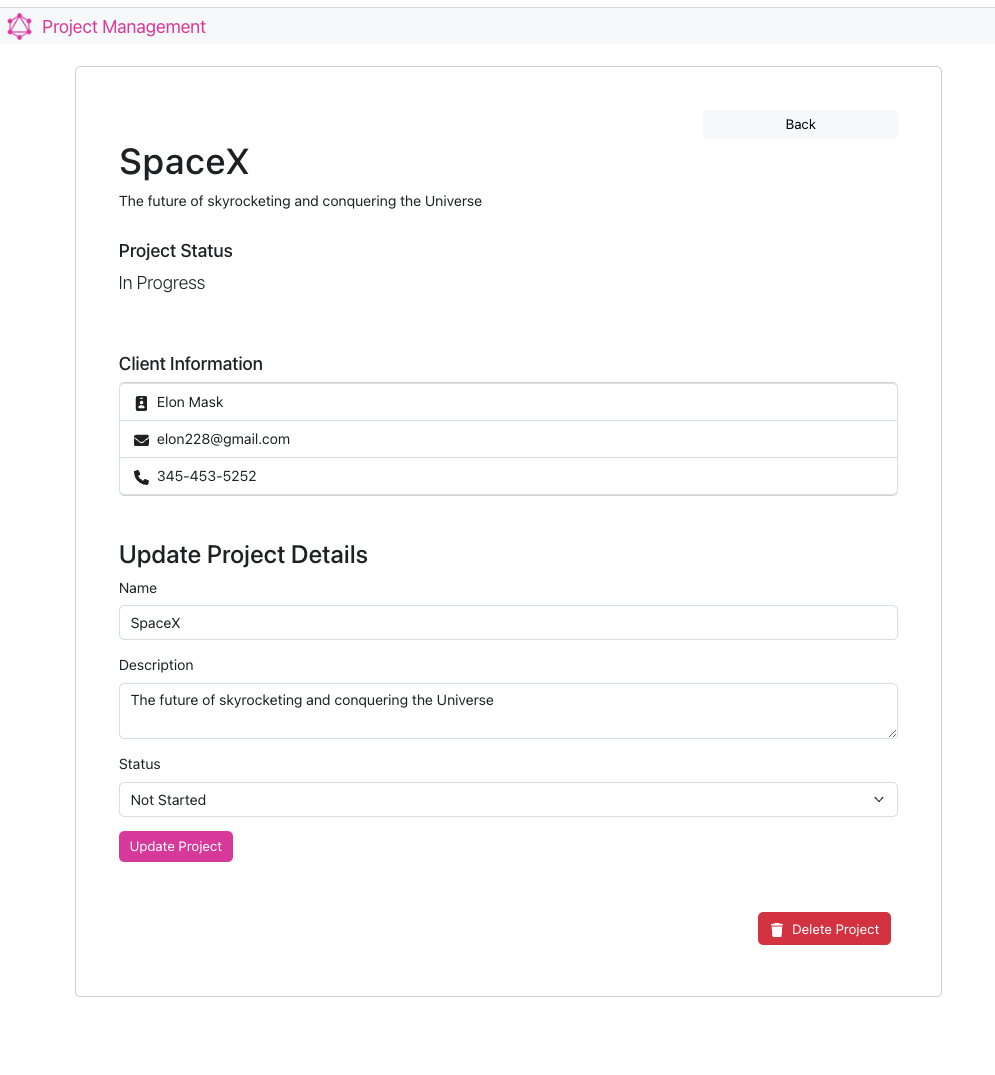 Project Management
Back
SpaceX
The future of skyrocketing and conquering the Universe
Project Status
In Progress
Client Information
Elon Mask
elon228@gmail.com
345-453-5252
Update Project Details
Name
SpaceX
Description
The future of skyrocketing and conquering the Universe
Status
Not Started
Update Project
Delete Project